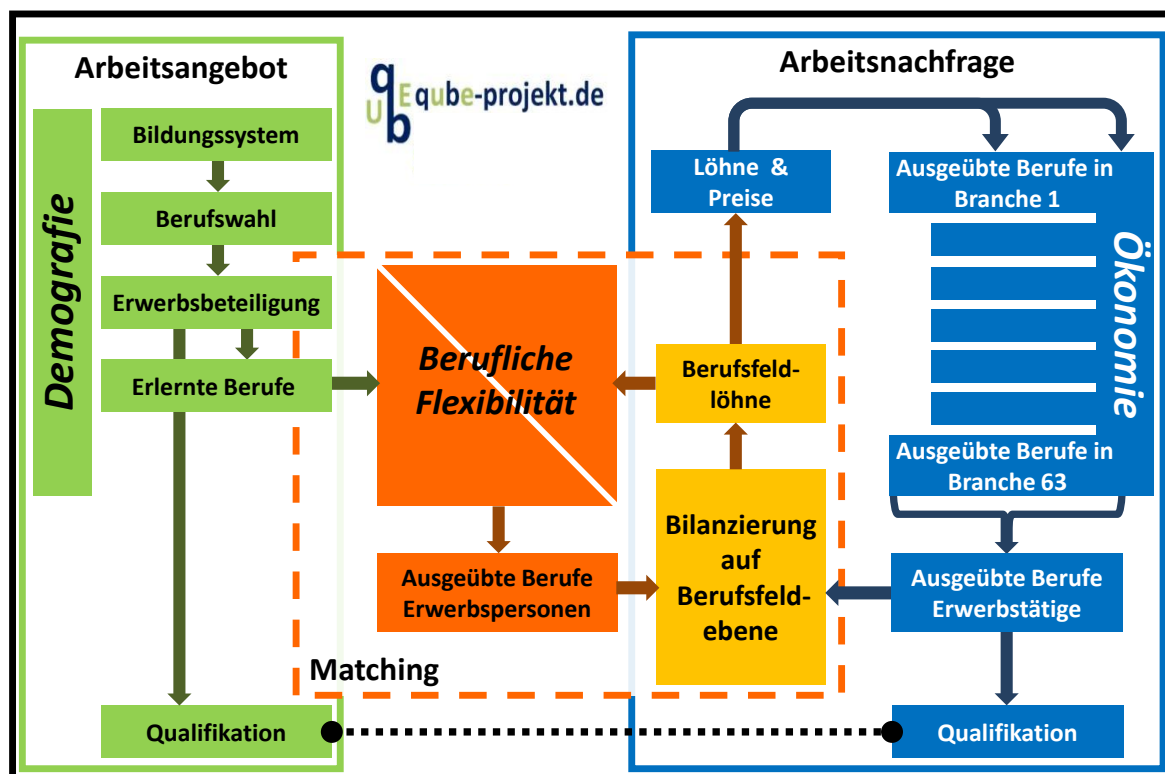 Arbeitsangebot
Demografie
Bildungssystem
Berufswahl
Erwerbsbeteiligung
Erlernte Berufe
Qualifikation
qube
qube-projekt.de
Berufliche
Flexibilität
Ausgeübte Berufe
Erwerbspersonen
Matching
Arbeitsnachfrage
Löhne &
Preise
Berufsfeld-
löhne
Bilanzierung
auf
Berufsfeld-
ebene
Ausgeübte Berufe in
Branche 1
Ökonomie
Ausgeübte Berufe in
Branche 63
Ausgeübte Berufe
Erwerbstätige
Qualifikation